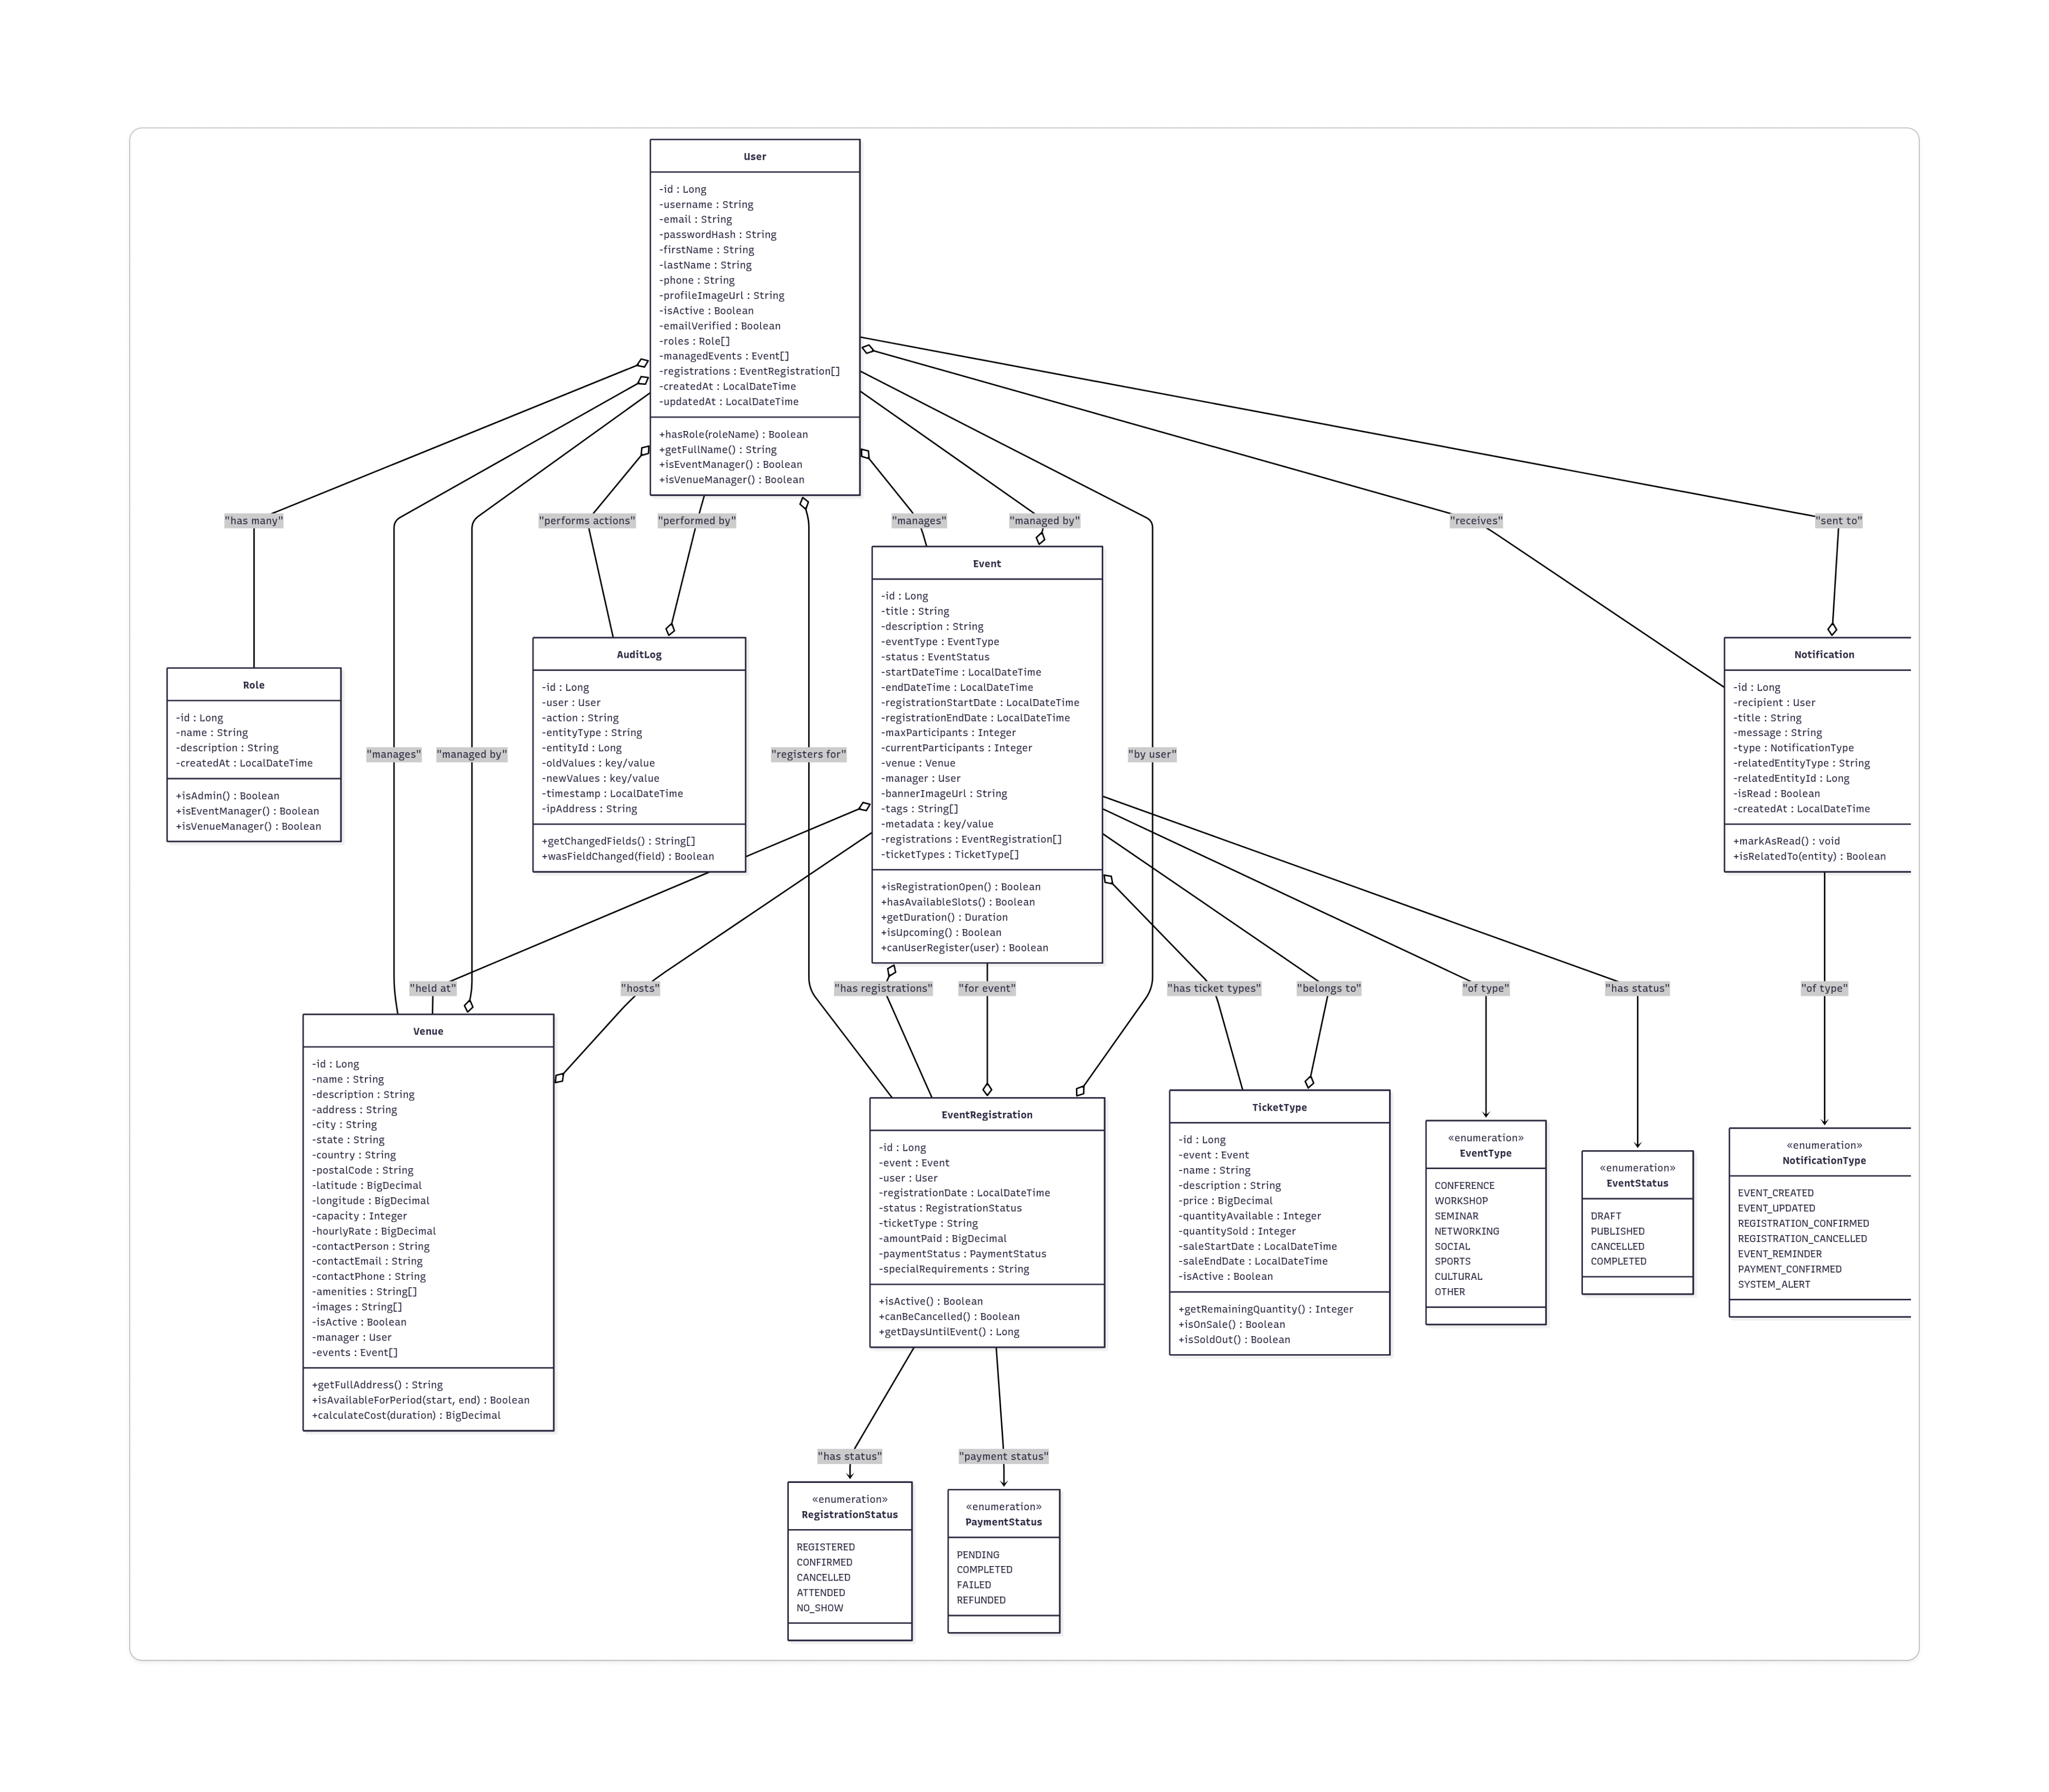 User
-id : Long
-username : String
-email : String
-passwordHash : String
-firstName : String
-lastName : String
-phone : String
-profileImageUrl : String
-isActive : Boolean
-emailVerified : Boolean
-roles : Role[]
-managedEvents : Event[]
-registrations : EventRegistration[]
-createdAt : LocalDateTime
-updatedAt : LocalDateTime
+hasRole(roleName) : Boolean
+getFullName() : String
+isEventManager() : Boolean
+isVenueManager() : Boolean
"has many"
"performs actions"
"performed by"
"manages"
"managed by"
"receives"
"sent to"
Role
-id : Long
-name : String
-description : String
-createdAt : LocalDateTime
+isAdmin() : Boolean
+isEventManager() : Boolean
+isVenueManager() : Boolean
"manages"
"managed by"
AuditLog
-id : Long
-user : User
-action : String
-entityType : String
-entityId : Long
-oldValues : key/value
-newValues : key/value
-timestamp : LocalDateTime
-ipAddress : String
+getChangedFields() : String[]
+wasFieldChanged(field) : Boolean
"registers for"
Event
-id : Long
-title : String
-description : String
-eventType : EventType
-status : EventStatus
-startDateTime : LocalDateTime
-endDateTime : LocalDateTime
-registrationStartDate : LocalDateTime
-registrationEndDate : LocalDateTime
-maxParticipants : Integer
-currentParticipants : Integer
-venue : Venue
-manager : User
-bannerImageUrl : String
-tags : String[]
-metadata : key/value
-registrations : EventRegistration[]
-ticketTypes : TicketType[]
+isRegistrationOpen() : Boolean
+hasAvailableSlots() : Boolean
+getDuration() : Duration
+isUpcoming() : Boolean
+canUserRegister(user) : Boolean
"by user"
Notification
-id : Long
-recipient : User
-title : String
-message : String
-type : NotificationType
-relatedEntityType : String
-relatedEntityId : Long
-isRead : Boolean
-createdAt : LocalDateTime
+markAsRead() : void
+isRelatedTo(entity) : Boolean
"held at"
"hosts"
"has registrations"
"for event"
"has ticket types"
"belongs to"
"of type"
"has status"
"of type"
Venue
-id : Long
-name : String
-description : String
-address : String
-city : String
-state : String
-country : String
-postalCode : String
-latitude : BigDecimal
-longitude : BigDecimal
-capacity : Integer
-hourlyRate : BigDecimal
-contactPerson : String
-contactEmail : String
-contactPhone : String
-amenities : String[]
-images : String[]
-isActive : Boolean
-manager : User
-events : Event[]
+getFullAddress() : String
+isAvailableForPeriod(start, end) : Boolean
+calculateCost(duration) : BigDecimal
EventRegistration
-id : Long
-event : Event
-user : User
-registrationDate : LocalDateTime
-status : RegistrationStatus
-ticketType : String
-amountPaid : BigDecimal
-paymentStatus : PaymentStatus
-specialRequirements : String
+isActive() : Boolean
+canBeCancelled() : Boolean
+getDaysUntilEvent() : Long
TicketType
-id : Long
-event : Event
-name : String
-description : String
-price : BigDecimal
-quantityAvailable : Integer
-quantitySold : Integer
-saleStartDate : LocalDateTime
-saleEndDate : LocalDateTime
-isActive : Boolean
+getRemainingQuantity() : Integer
+isOnSale() : Boolean
+isSoldOut() : Boolean
«enumeration»
EventType
CONFERENCE
WORKSHOP
SEMINAR
NETWORKING
SOCIAL
SPORTS
CULTURAL
OTHER
«enumeration»
EventStatus
DRAFT
PUBLISHED
CANCELLED
COMPLETED
«enumeration»
NotificationType
EVENT_CREATED
EVENT_UPDATED
REGISTRATION_CONFIRMED
REGISTRATION_CANCELLED
EVENT_REMINDER
PAYMENT_CONFIRMED
SYSTEM_ALERT
"has status"
"payment status"
«enumeration»
RegistrationStatus
REGISTERED
CONFIRMED
CANCELLED
ATTENDED
NO_SHOW
«enumeration»
PaymentStatus
PENDING
COMPLETED
FAILED
REFUNDED